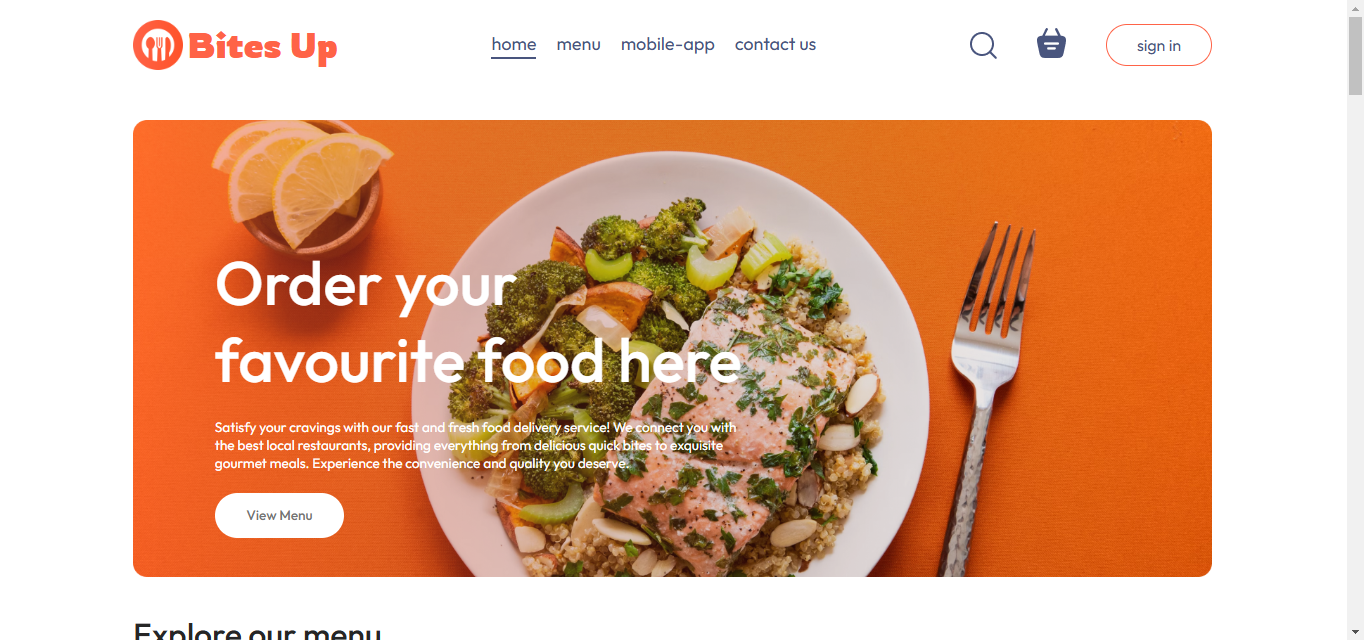 Bites Up
home menu mobile-app contact us
sign in
Order your
favourite food here
Satisfy your cravings with our fast and fresh food delivery service! We connect you with
the best local restaurants, providing everything from delicious quick bites to exquisite
gourmet meals. Experience the convenience and quality you deserve.
View Menu
Explore our menu